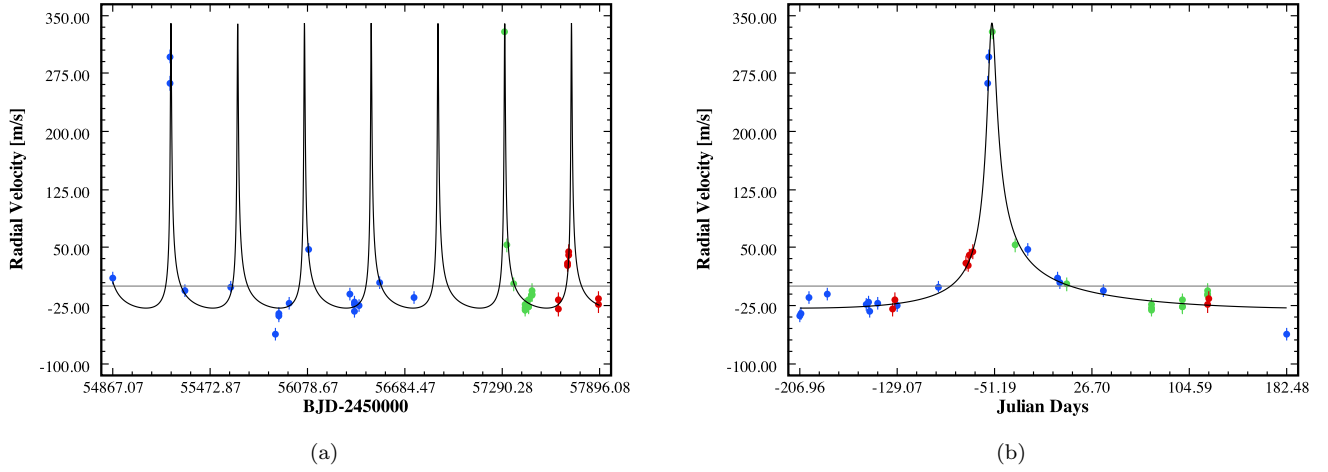 350.00
275.00
200.00
125.00
50.00
-25.00
-100.00
Radial Velocity [m/s]
54867.07 55472.87 56078.67 56684.47 57290.28 57896.08
BJD-2450000
(a)
350.00
275.00
200.00
125.00
50.00
-25.00
-100.00
Radial Velocity [m/s]
-206.96 -129.07 -51.19 26.70 104.59 182.48
Julian Days
(b)